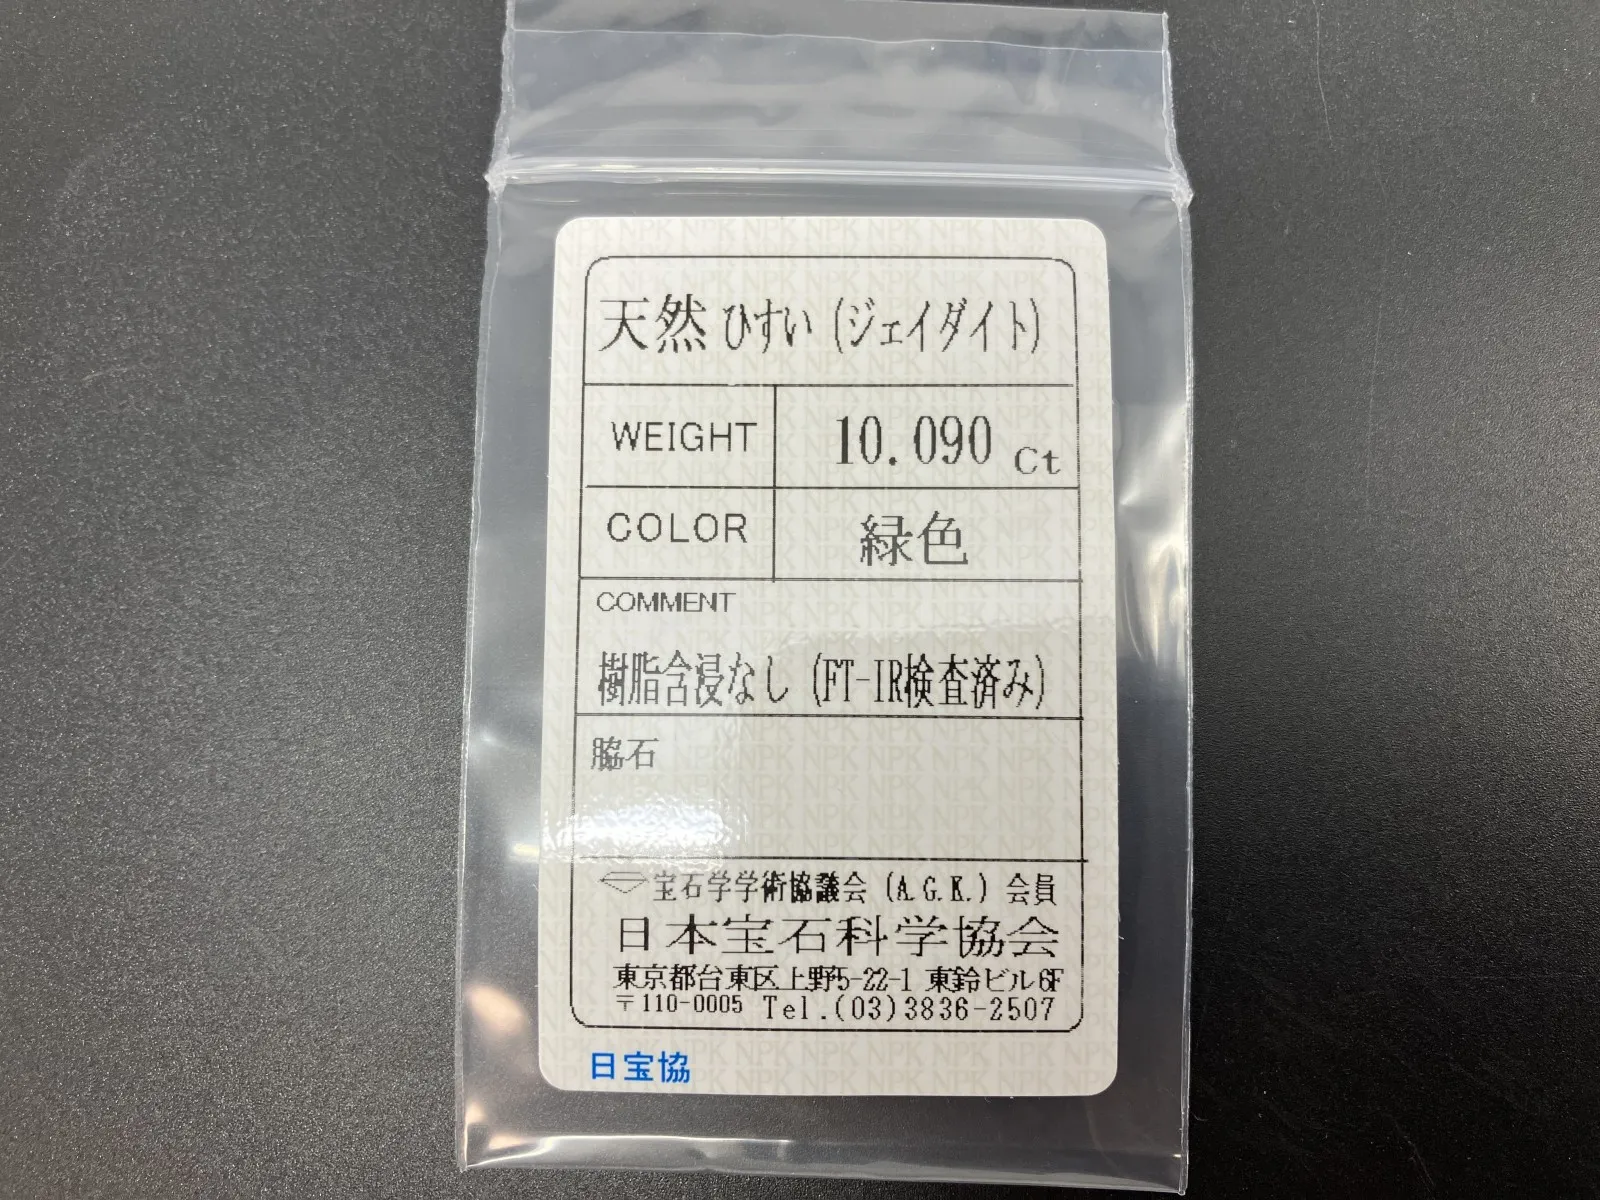 天然ひすい(ジェイダイト)
WEIGHT 10.090 Ct
COLOR 緑色
COMMENT
樹脂含浸なし(FT-IR検査済み)
脇石
宝石学学術協議会(A.G.K.)会員
日本宝石科学協会
東京都台東区上野5-22-1 東鈴ビル6F
〒110-0005 Tel.(03)3836-2507
日宝協